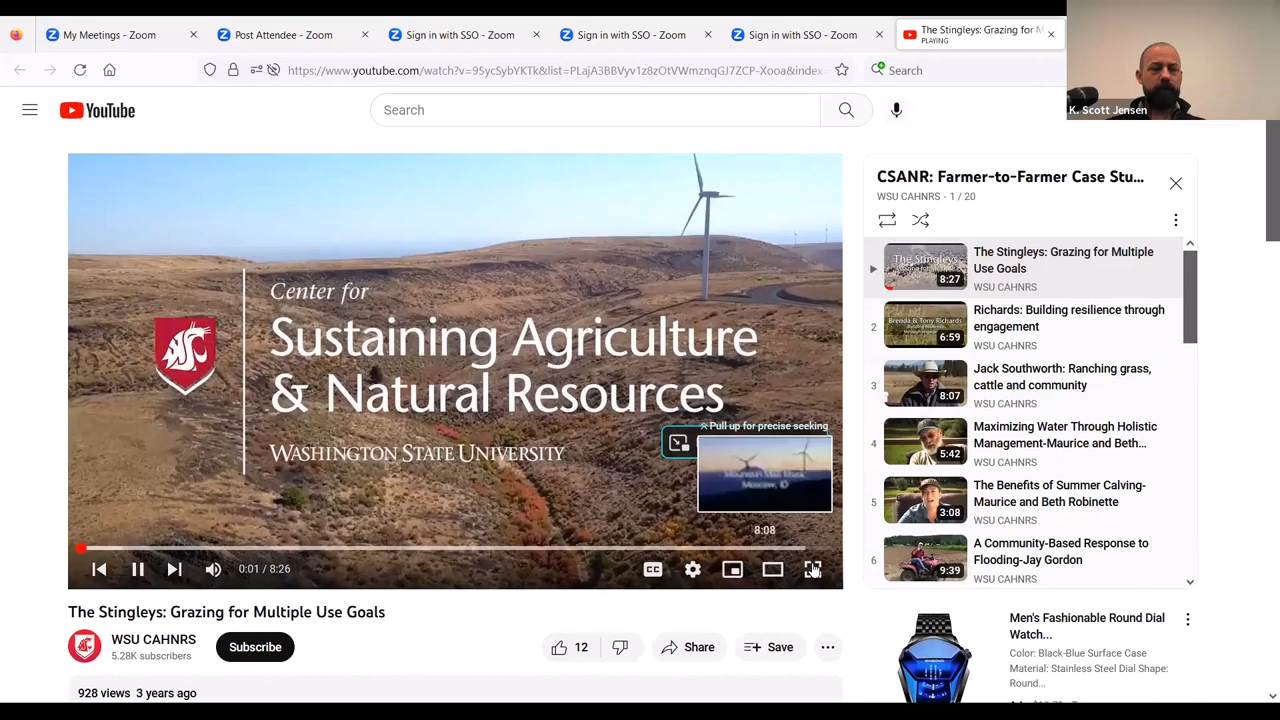 My Meetings - Zoom
Post Attendee - Zoom
Sign in with SSO - Zoom
Sign in with SSO - Zoom
Sign in with SSO - Zoom
The Stingleys: Grazing for M
PLAYING
https://www.youtube.com/watch?v=95ycSybYKTk&list=PLajA3BBVyv1z8zOtVWmznqGJ7ZCP-Xooa&index=
Search
K. Scott Jensen
YouTube
Search
Center for
Sustaining Agriculture
& Natural Resources
WASHINGTON STATE UNIVERSITY
Pull up for precise seeking
8:08
0:01 / 8:26
The Stingleys: Grazing for Multiple Use Goals
WSU CAHNRS
5.28K subscribers
Subscribe
12
Share
Save
928 views 3 years ago
CSANR: Farmer-to-Farmer Case Stu...
WSU CAHNRS - 1 / 20
The Stingleys
8:27
The Stingleys: Grazing for Multiple
Use Goals
WSU CAHNRS
2
Brenda & Tony Richards
6:59
Richards: Building resilience through
engagement
WSU CAHNRS
3
8:07
Jack Southworth: Ranching grass,
cattle and community
WSU CAHNRS
4
5:42
Maximizing Water Through Holistic
Management-Maurice and Beth...
WSU CAHNRS
5
3:08
The Benefits of Summer Calving-
Maurice and Beth Robinette
WSU CAHNRS
6
9:39
A Community-Based Response to
Flooding-Jay Gordon
WSU CAHNRS
Men's Fashionable Round Dial
Watch...
Color: Black-Blue Surface Case
Material: Stainless Steel Dial Shape:
Round...